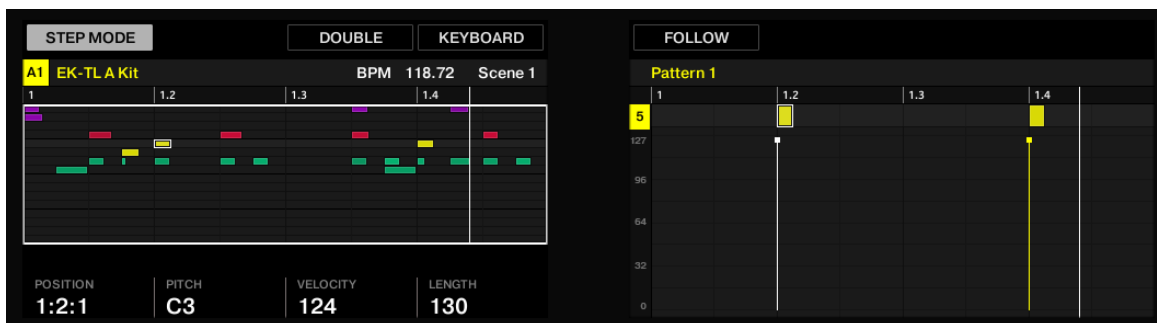 STEP MODE DOUBLE KEYBOARD
A1 EK-TL A Kit BPM 118.72 Scene 1
1 1.2 1.3 1.4
POSITION PITCH VELOCITY LENGTH
1:2:1 C3 124 130
FOLLOW
Pattern 1
1 1.2 1.3 1.4
5
127
96
64
32
0